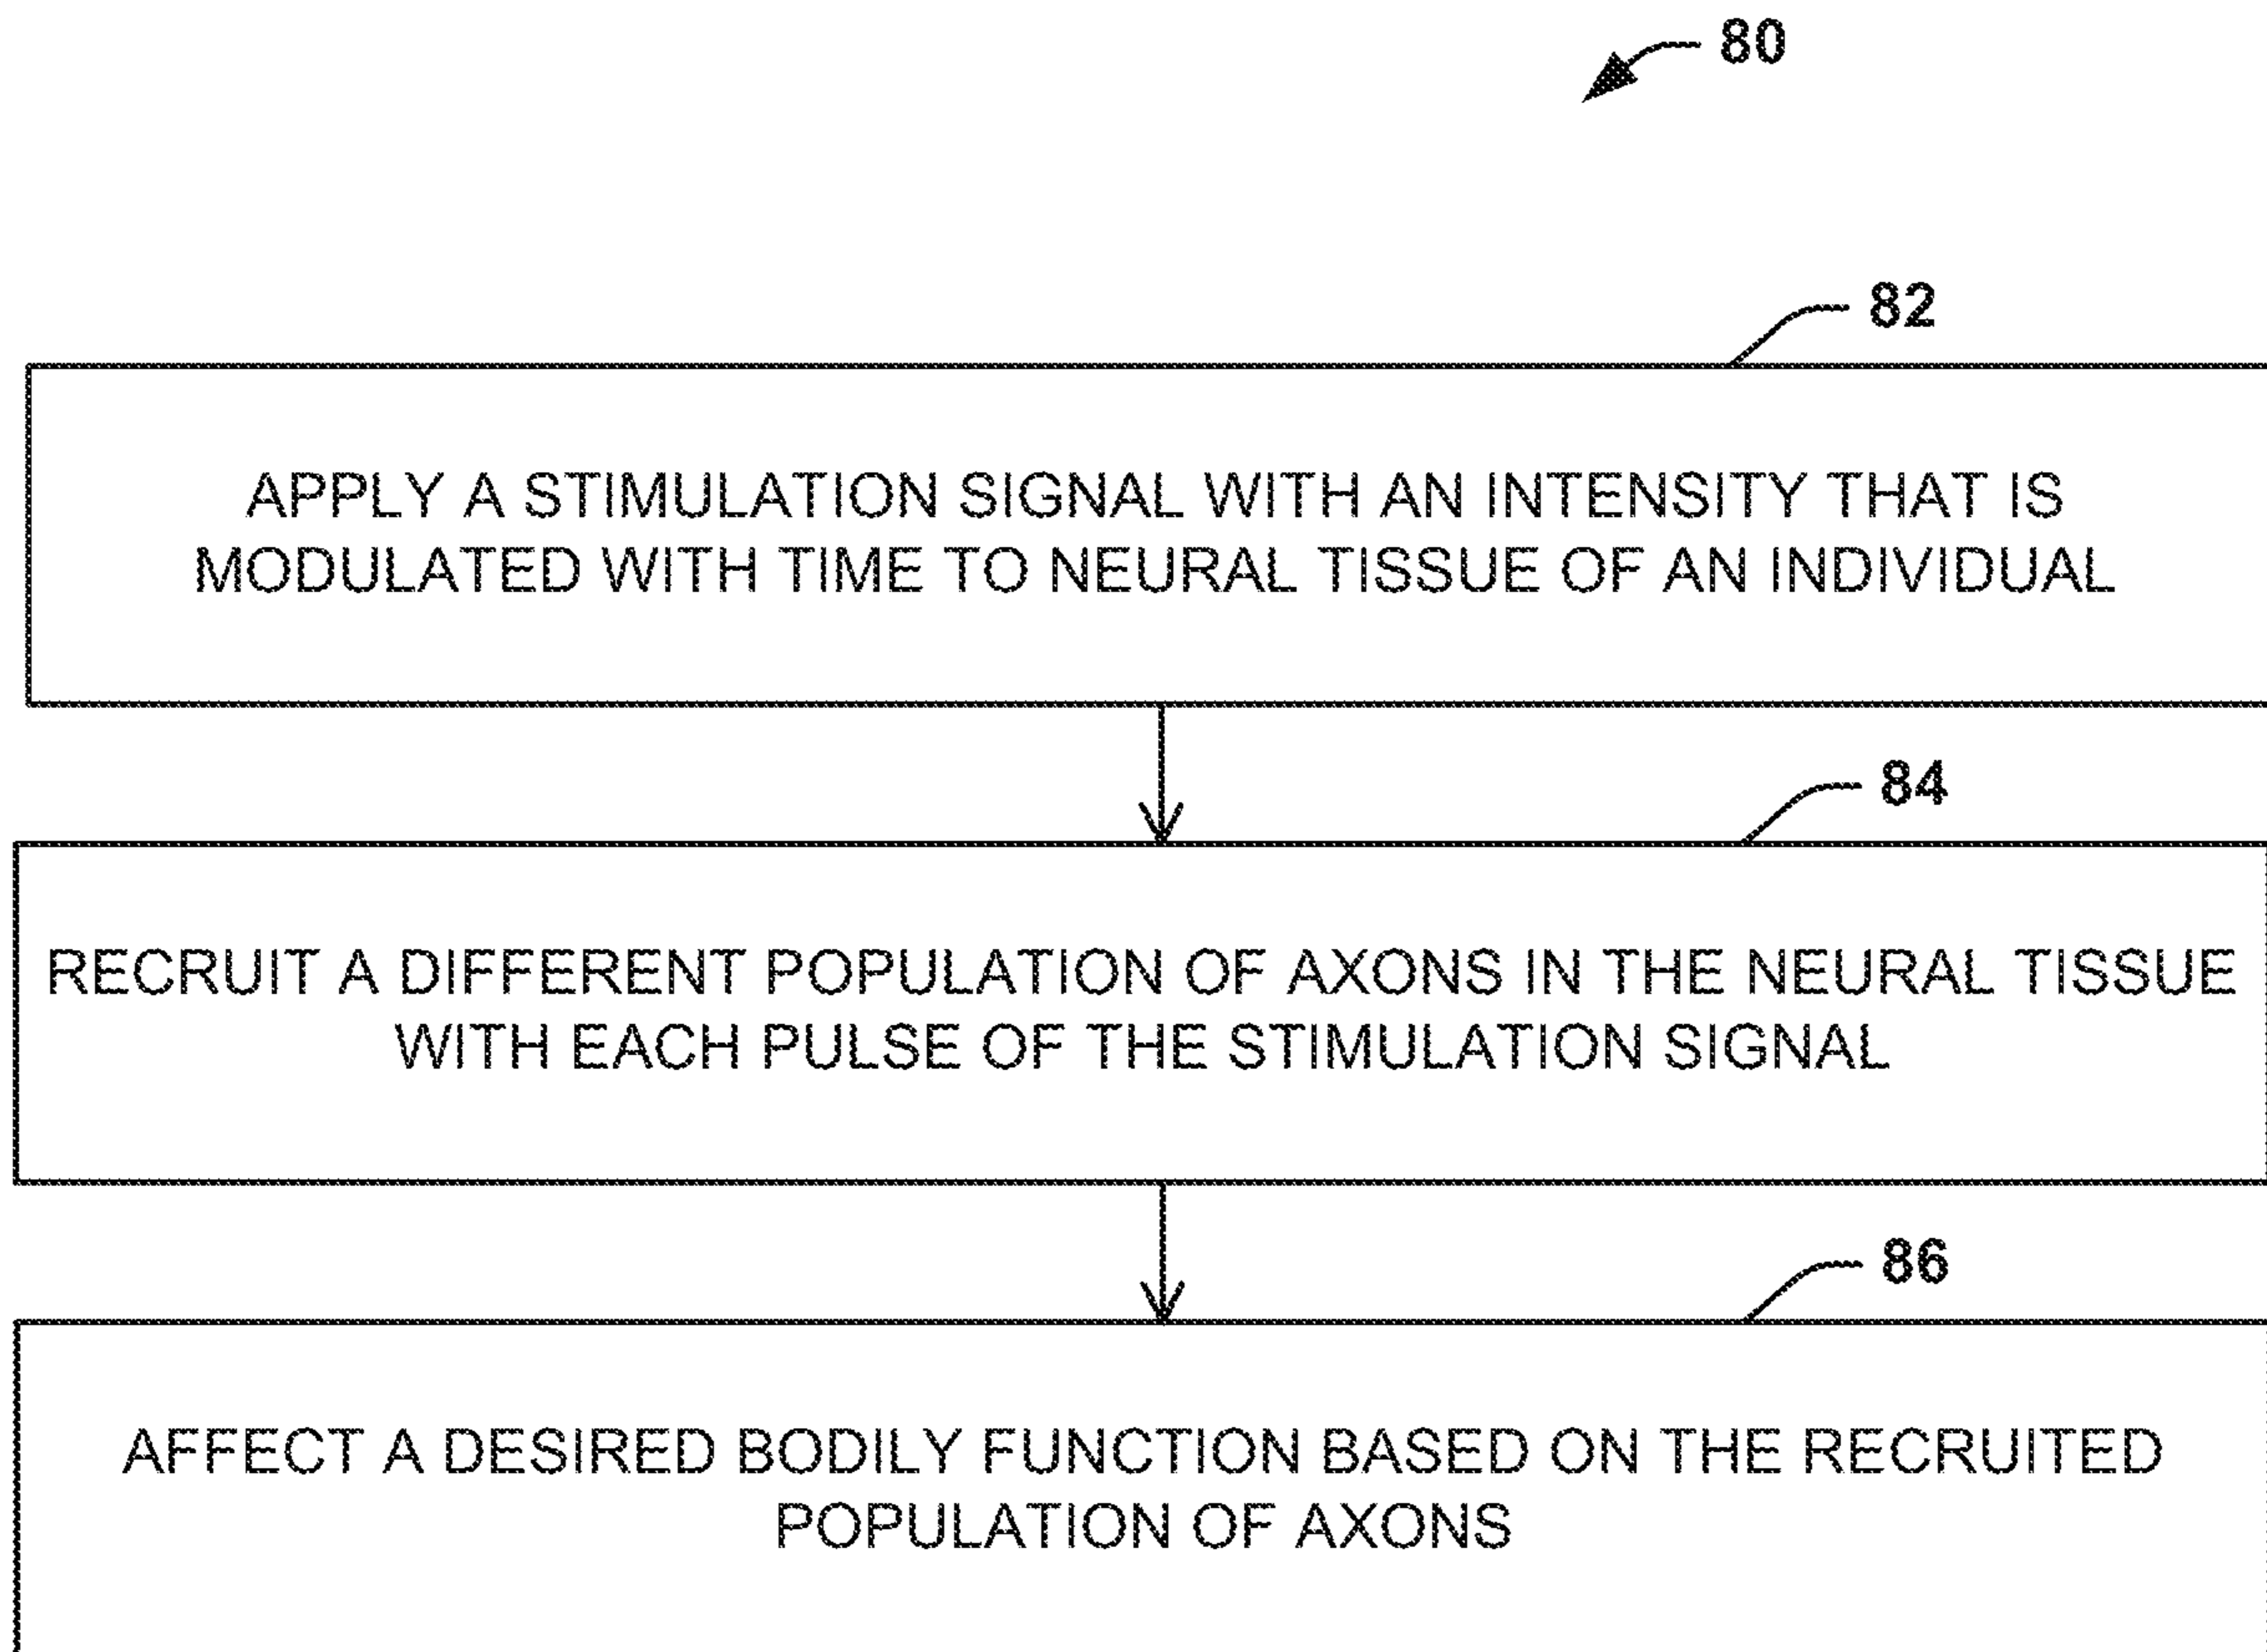 80
82
APPLY A STIMULATION SIGNAL WITH AN INTENSITY THAT IS
MODULATED WITH TIME TO NEURAL TISSUE OF AN INDIVIDUAL
84
RECRUIT A DIFFERENT POPULATION OF AXONS IN THE NEURAL TISSUE
WITH EACH PULSE OF THE STIMULATION SIGNAL
86
AFFECT A DESIRED BODILY FUNCTION BASED ON THE RECRUITED
POPULATION OF AXONS